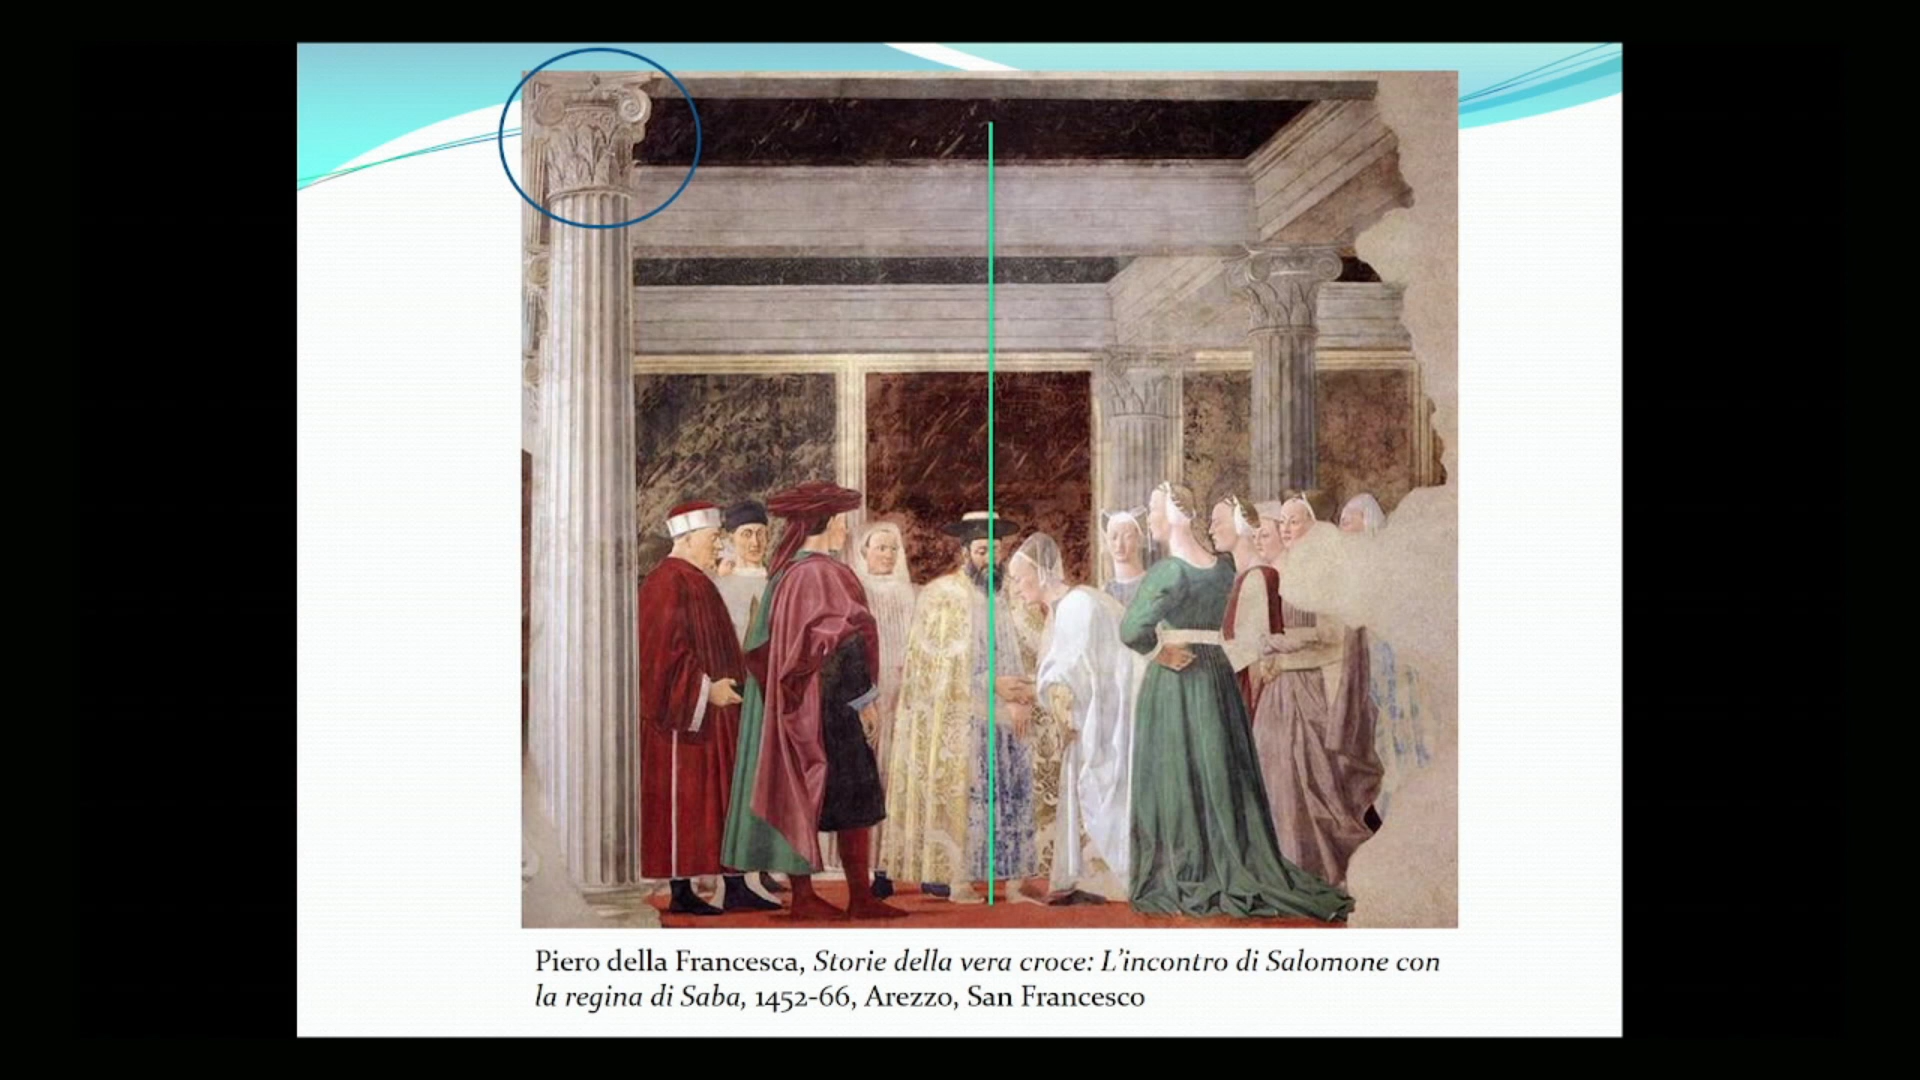 Piero della Francesca, Storie della vera croce: L'incontro di Salomone con
la regina di Saba, 1452-66, Arezzo, San Francesco